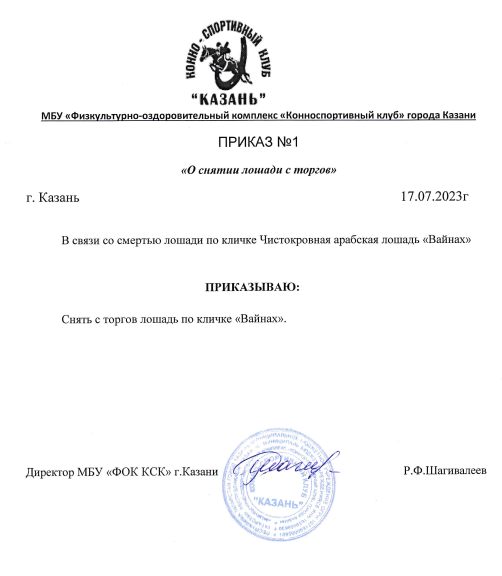 КОННО-СПОРТИВНЫЙ КЛУБ
"КАЗАНЬ"
МБУ «Физкультурно-оздоровительный комплекс «Конноспортивный клуб» города Казани
ПРИКАЗ №1
«О снятии лошади с торгов»
г. Казань 17.07.2023г
В связи со смертью лошади по кличке Чистокровная арабская лошадь «Вайнах»
ПРИКАЗЫВАЮ:
Снять с торгов лошадь по кличке «Вайнах».
Директор МБУ «ФОК КСК» г.Казани Р.Ф.Шагивалеев
"КАЗАНЬ"